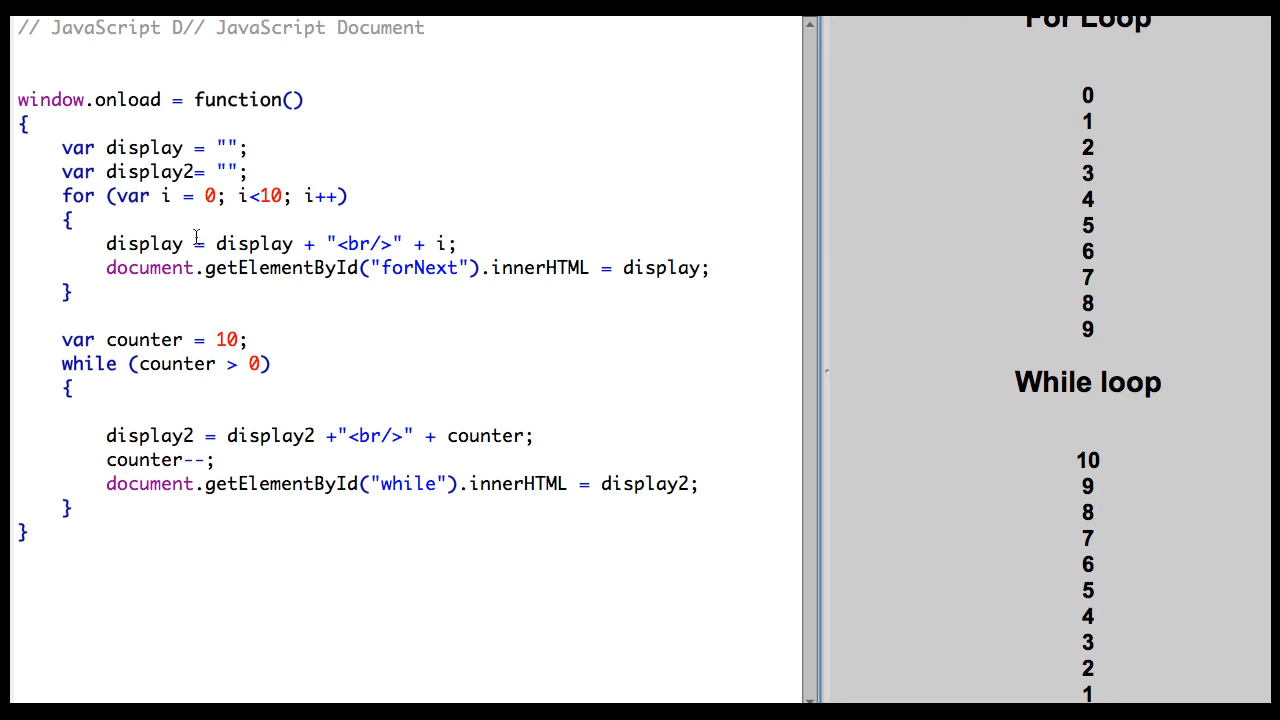 // JavaScript D// JavaScript Document
window.onload = function()
{
var display = "";
var display2= "";
for (var i = 0; i<10; i++)
{
display = display + "<br/>" + i;
document.getElementById("forNext").innerHTML = display;
}
var counter = 10;
while (counter > 0)
{
display2 = display2 +"<br/>" + counter;
counter--;
document.getElementById("while").innerHTML = display2;
}
}
For Loop
0
1
2
3
4
5
6
7
8
9
While loop
10
9
8
7
6
5
4
3
2
1